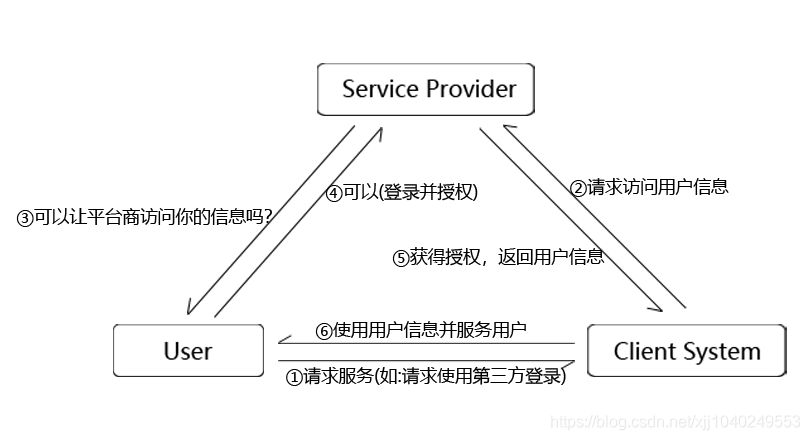 Service Provider
④可以(登录并授权)
②请求访问用户信息
③可以让平台商访问你的信息吗?
⑤获得授权，返回用户信息
⑥使用用户信息并服务用户
User
Client System
①请求服务(如:请求使用第三方登录)
https://blog.csdn.net/xjj1040249553